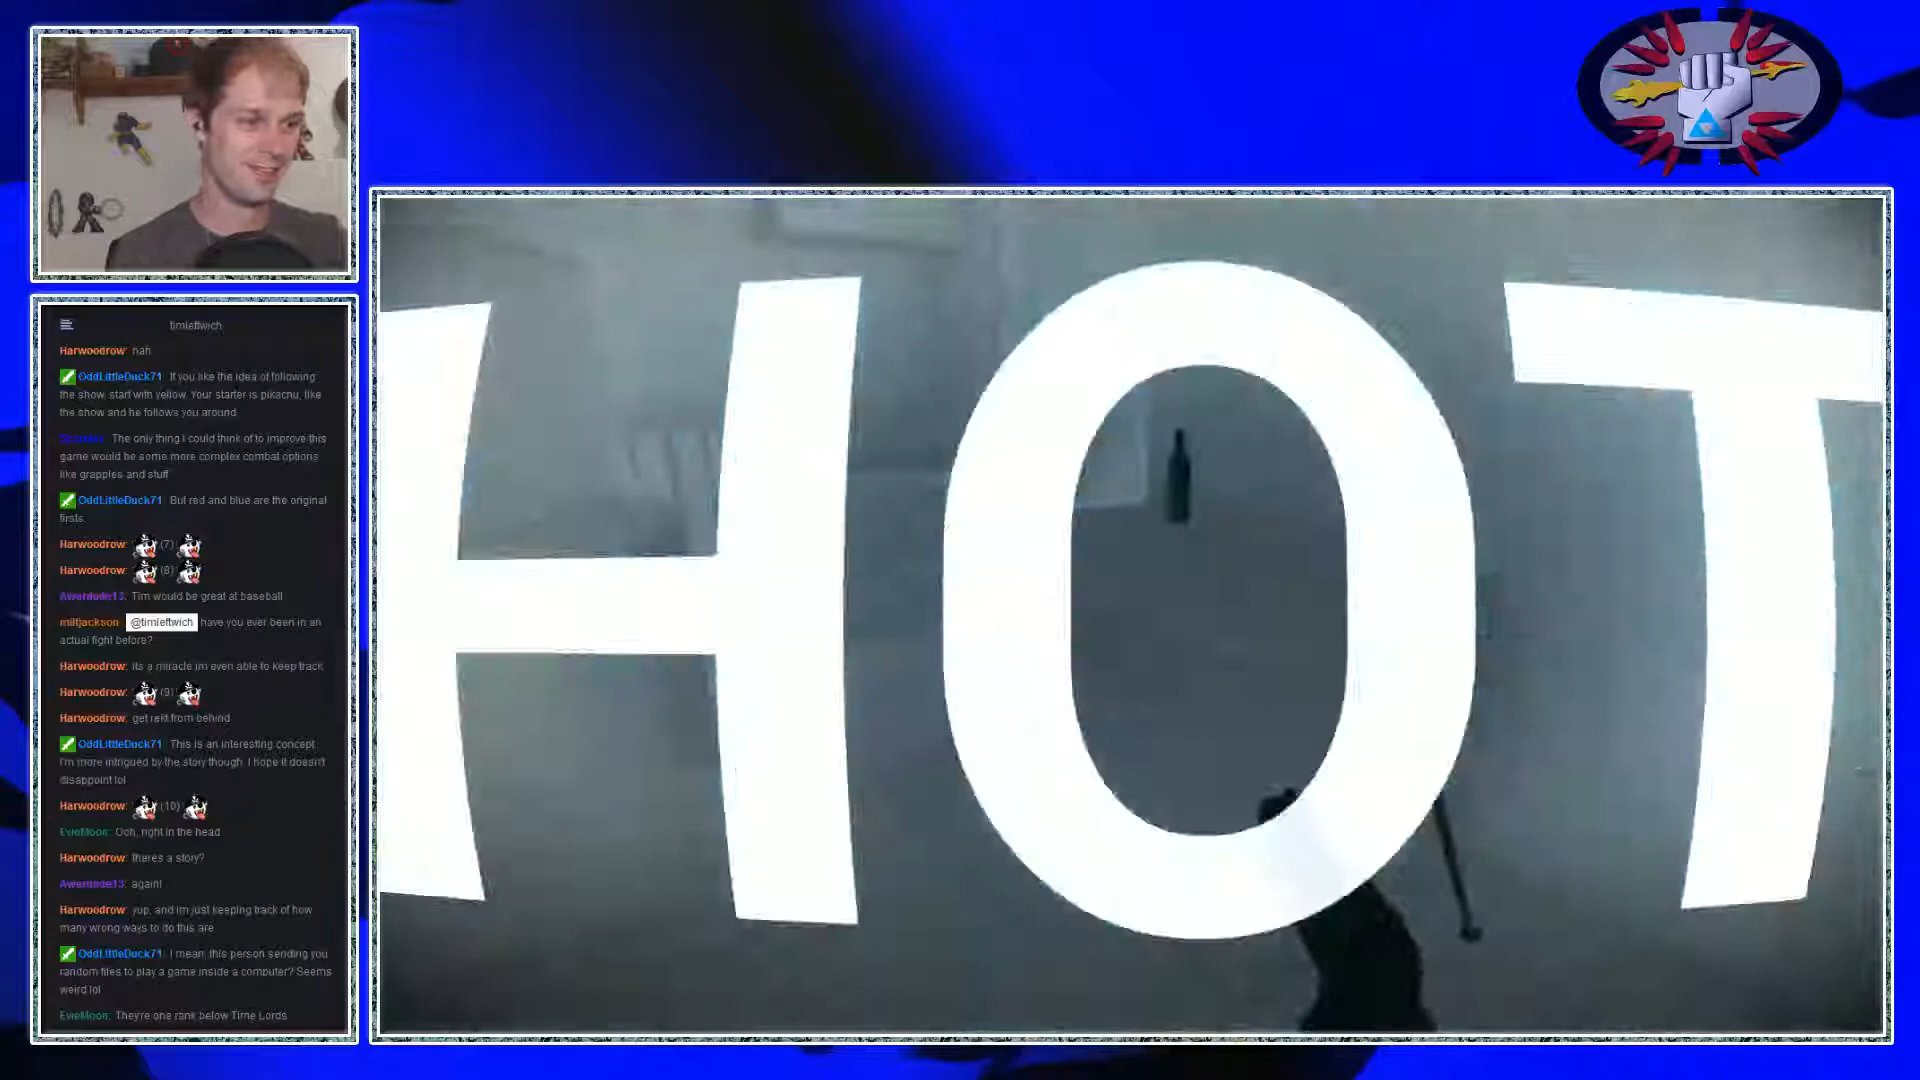 timleftwich
Harwoodrow: nah
OddLittleDuck71 If you like the idea of following
the show, start with yellow. Your starter is pikachu, like
the show and he follows you around.
The only thing I could think of to improve this
game would be some more complex combat options
like grapples and stuff
OddLittleDuck71 But red and blue are the original
firsts.
Harwoodrow: (7)
Harwoodrow: (8)
Awerdude13: Tim would be great at baseball
miltjackson: @timleftwich have you ever been in an
actual fight before?
Harwoodrow: its a miracle im even able to keep track
Harwoodrow: (9)
Harwoodrow: get rekt from behind
OddLittleDuck71 This is an interesting concept
I'm more intrigued by the story though. I hope it doesn't
disappoint lol
Harwoodrow: (10)
EvieMoon: Ooh, right in the head
Harwoodrow: theres a story?
Awerdude13: again!
Harwoodrow: yup, and im just keeping track of how
many wrong ways to do this are
OddLittleDuck71 I mean, this person sending you
random files to play a game inside a computer? Seems
weird lol
EvieMoon: They're one rank below Time Lords
HOT